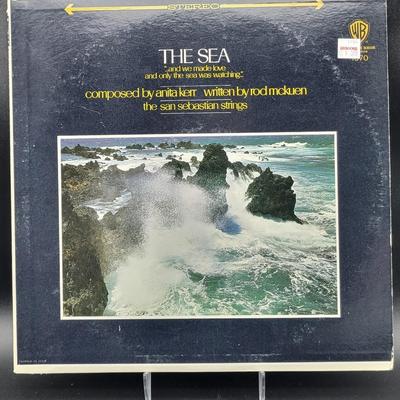 STEREO
WB
THE SEA
"...and we made love
and only the sea was watching."
composed by anita kerr written by rod mckuen
the san sebastian strings